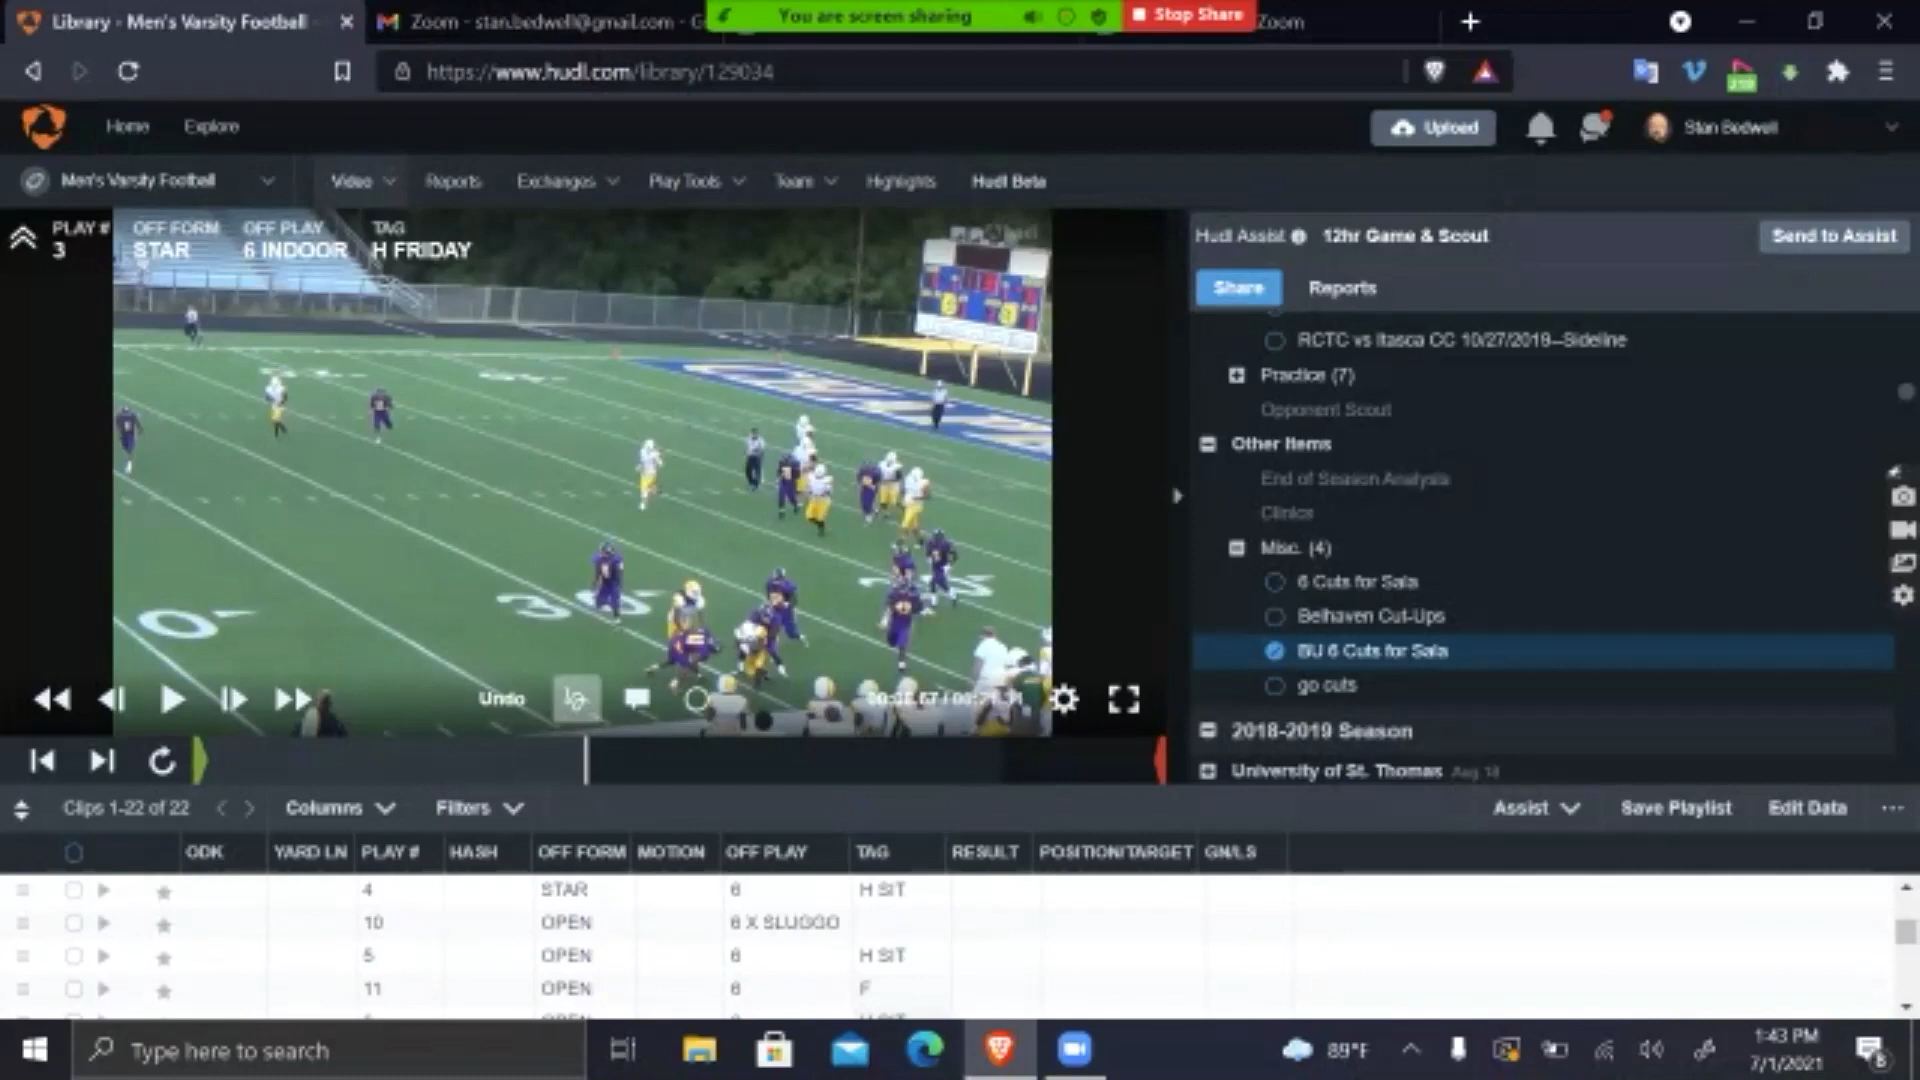 Library - Men's Varsity Football
Zoom - stan.bedwell@gmail.com - G
You are screen sharing
Stop Share
Zoom
https://www.hudl.com/library/129034
Home
Explore
Upload
Stan Bedwell
Men's Varsity Football
Video
Reports
Exchanges
Play Tools
Team
Highlights
Hudl Beta
PLAY # OFF FORM OFF PLAY TAG
3 STAR 6 INDOOR H FRIDAY
Hudl Assist 12hr Game & Scout
Send to Assist
Share
Reports
RCTC vs Itasca CC 10/27/2019--Sideline
Practice (7)
Opponent Scout
Other Items
End of Season Analysis
Clinics
Misc. (4)
6 Cuts for Sala
Belhaven Cut-Ups
BU 6 Cuts for Sala
go cuts
2018-2019 Season
University of St. Thomas Aug 18
30
Undo
Clips 1-22 of 22
Columns
Filters
Assist
Save Playlist
Edit Data
ODK YARD LN PLAY # HASH OFF FORM MOTION OFF PLAY TAG RESULT POSITION/TARGET GN/LS
4 STAR 6 H SIT
10 OPEN 6 X SLUGGO
5 OPEN 6 H SIT
11 OPEN 6 F
Type here to search
89°F
1:43 PM
7/1/2021